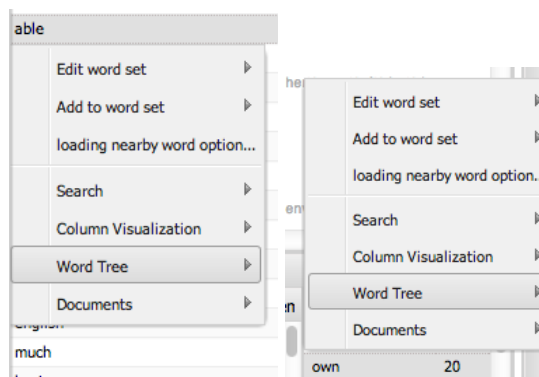 able
Edit word set
Add to word set
loading nearby word option...
Search
Column Visualization
Word Tree
Documents
english
much
Edit word set
Add to word set
loading nearby word option.
Search
Column Visualization
Word Tree
Documents
own 20